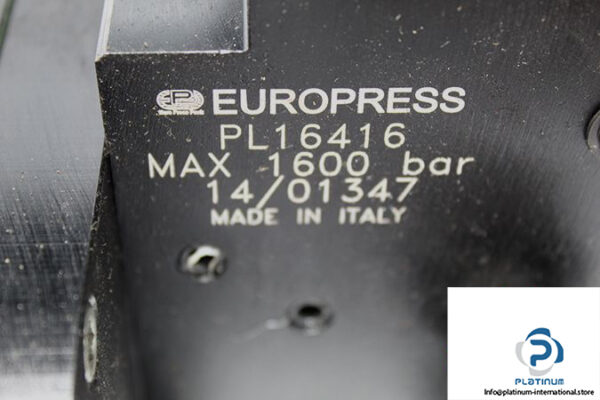 EUROPRESS
PL16416
MAX 1600 bar
14/01347
MADE IN ITALY
PLATINUM
Info@platinum-international.store